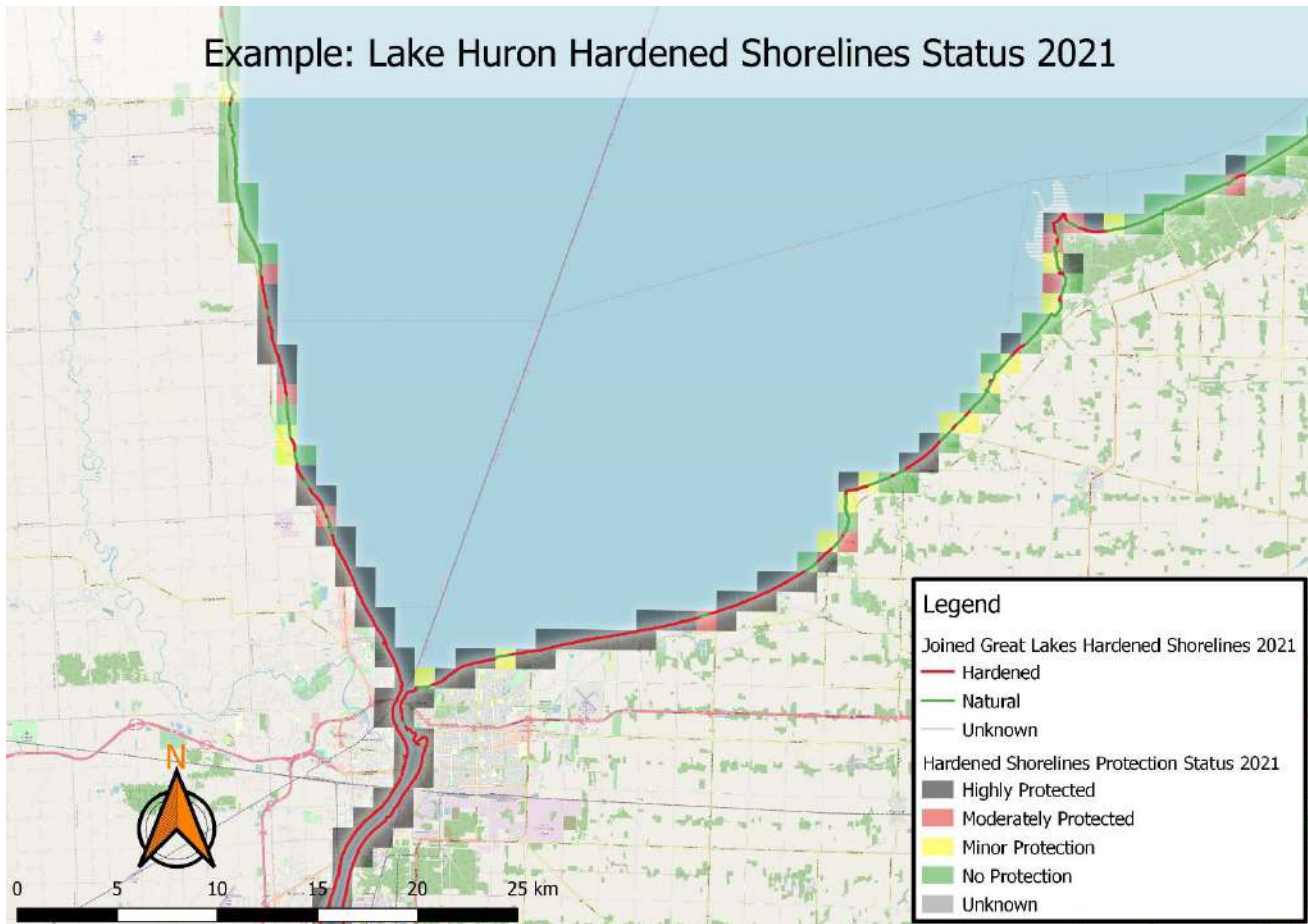 Example: Lake Huron Hardened Shorelines Status 2021
Legend
Joined Great Lakes Hardened Shorelines 2021
Hardened
Natural
Unknown
Hardened Shorelines Protection Status 2021
Highly Protected
Moderately Protected
Minor Protection
No Protection
Unknown
N
0 5 10 15 20 25 km